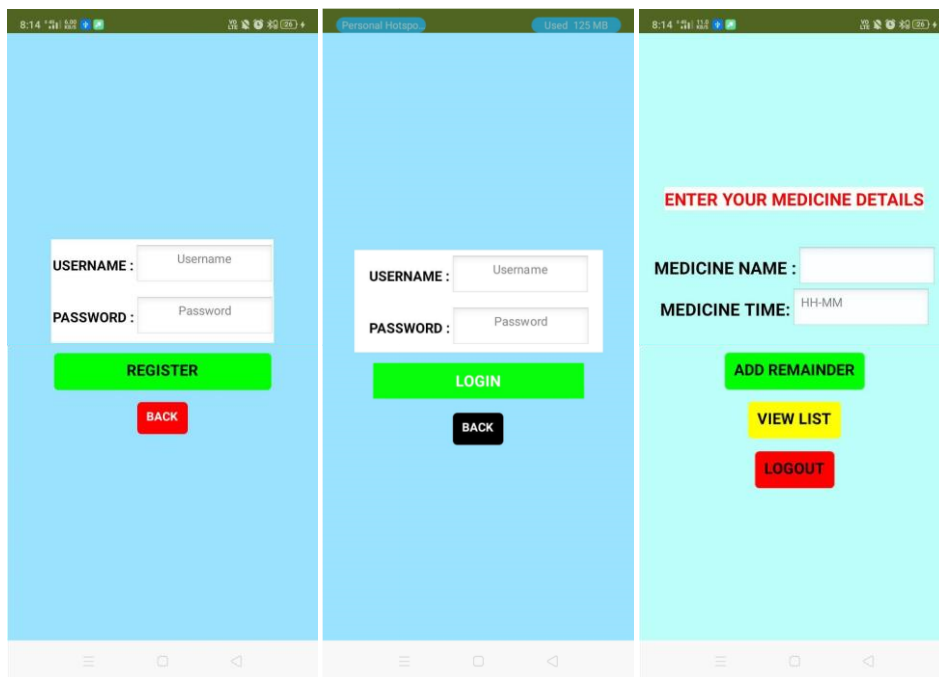 8:14
USERNAME :
Username
PASSWORD :
Password
REGISTER
BACK
Personal Hotspo..
Used 125 MB
USERNAME :
Username
PASSWORD :
Password
LOGIN
BACK
8:14
ENTER YOUR MEDICINE DETAILS
MEDICINE NAME :
MEDICINE TIME:
HH-MM
ADD REMAINDER
VIEW LIST
LOGOUT